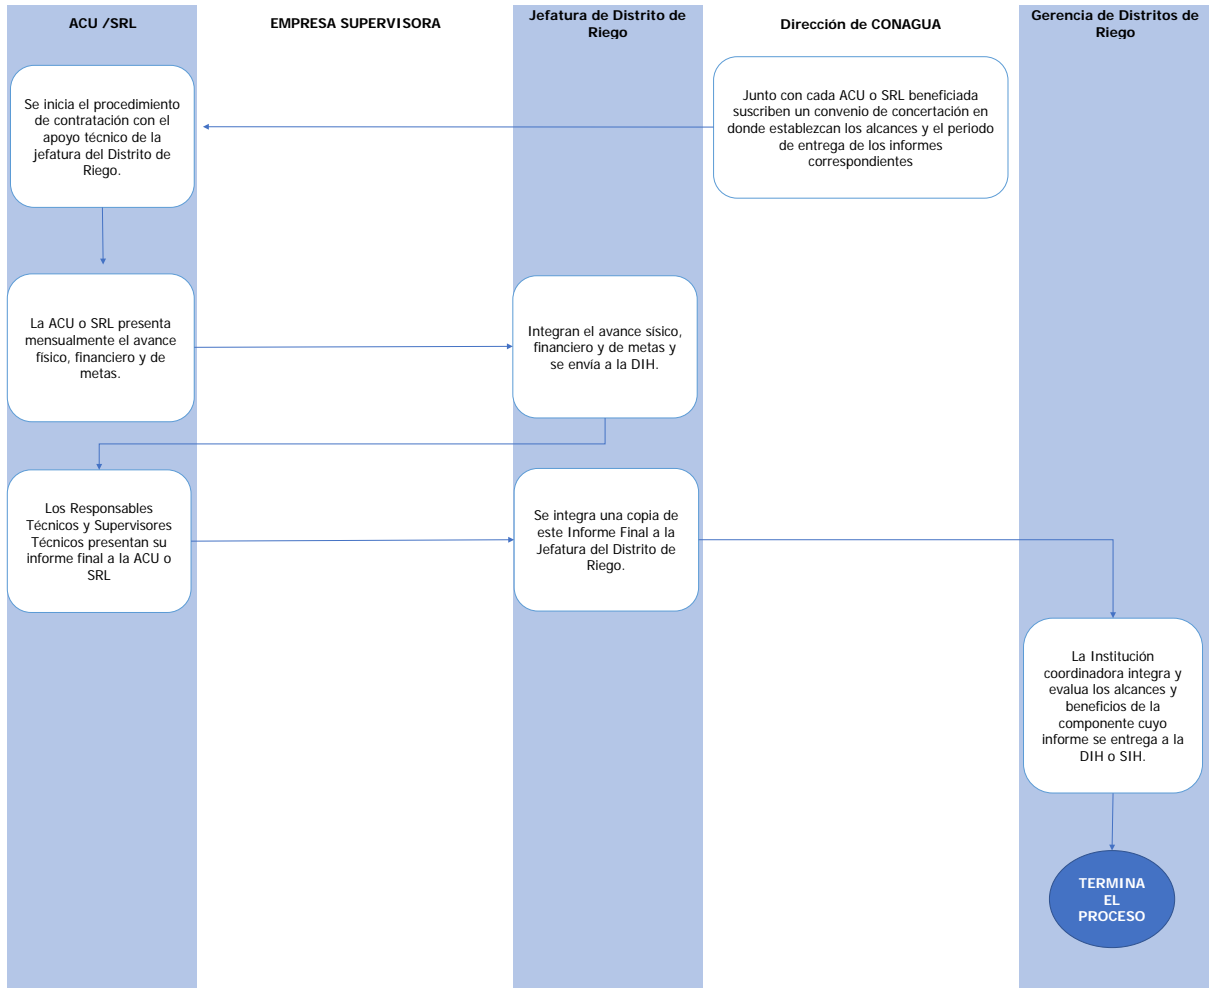 ACU /SRL
EMPRESA SUPERVISORA
Jefatura de Distrito de
Riego
Dirección de CONAGUA
Gerencia de Distritos de
Riego
Se inicia el procedimiento
de contratación con el
apoyo técnico de la
jefatura del Distrito de
Riego.
Junto con cada ACU o SRL beneficiada
suscriben un convenio de concertación en
donde establezcan los alcances y el periodo
de entrega de los informes
correspondientes
La ACU o SRL presenta
mensualmente el avance
físico, financiero y de
metas.
Integran el avance sísico,
financiero y de metas y
se envía a la DIH.
Los Responsables
Técnicos y Supervisores
Técnicos presentan su
informe final a la ACU o
SRL
Se integra una copia de
este Informe Final a la
Jefatura del Distrito de
Riego.
La Institución
coordinadora integra y
evalua los alcances y
beneficios de la
componente cuyo
informe se entrega a la
DIH o SIH.
TERMINA
EL
PROCESO